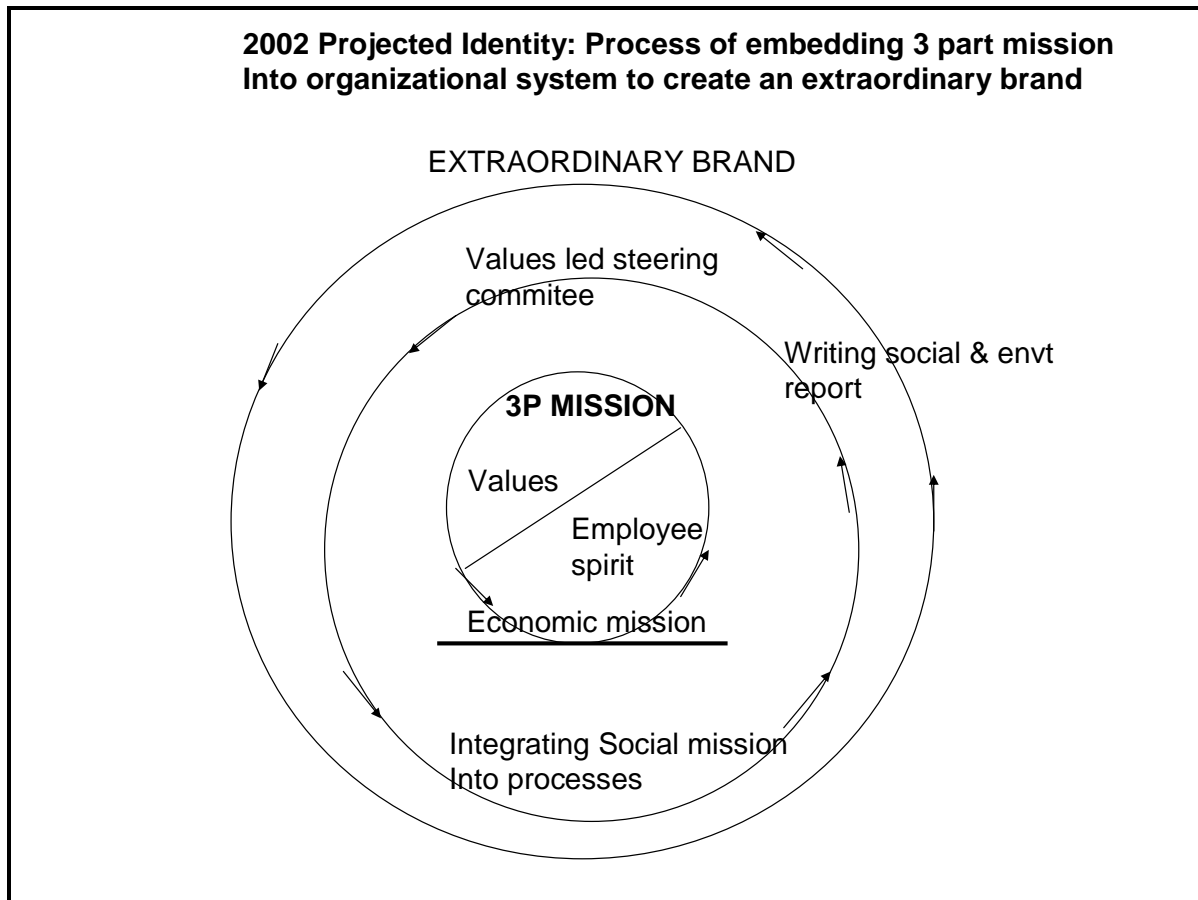 2002 Projected Identity: Process of embedding 3 part mission
Into organizational system to create an extraordinary brand
EXTRAORDINARY BRAND
Values led steering
commitee
Writing social & envt
report
3P MISSION
Values
Employee
spirit
Economic mission
Integrating Social mission
Into processes